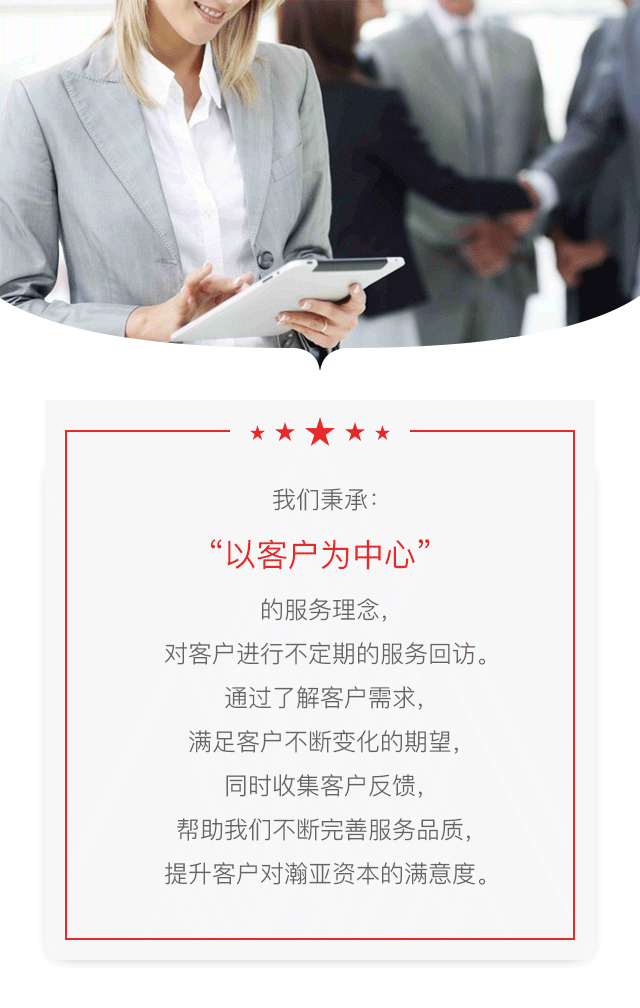 我们秉承：
“以客户为中心”
的服务理念，
对客户进行不定期的服务回访。
通过了解客户需求，
满足客户不断变化的期望，
同时收集客户反馈，
帮助我们不断完善服务品质，
提升客户对瀚亚资本的满意度。